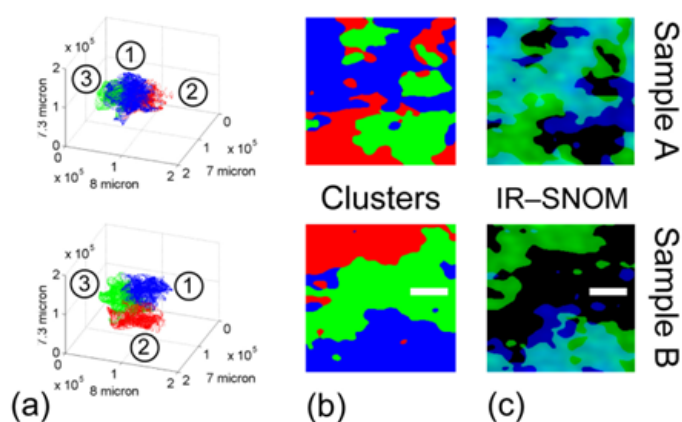 x 10⁵
2
1
0
7.3 micron
①
②
③
0
x 10⁵
1
8 micron
2
2
1
0
x 10⁵
7 micron
Clusters
IR–SNOM
Sample A
x 10⁵
2
1
0
7.3 micron
①
②
③
0
x 10⁵
1
8 micron
2
2
1
0
x 10⁵
7 micron
Sample B
(a)
(b)
(c)